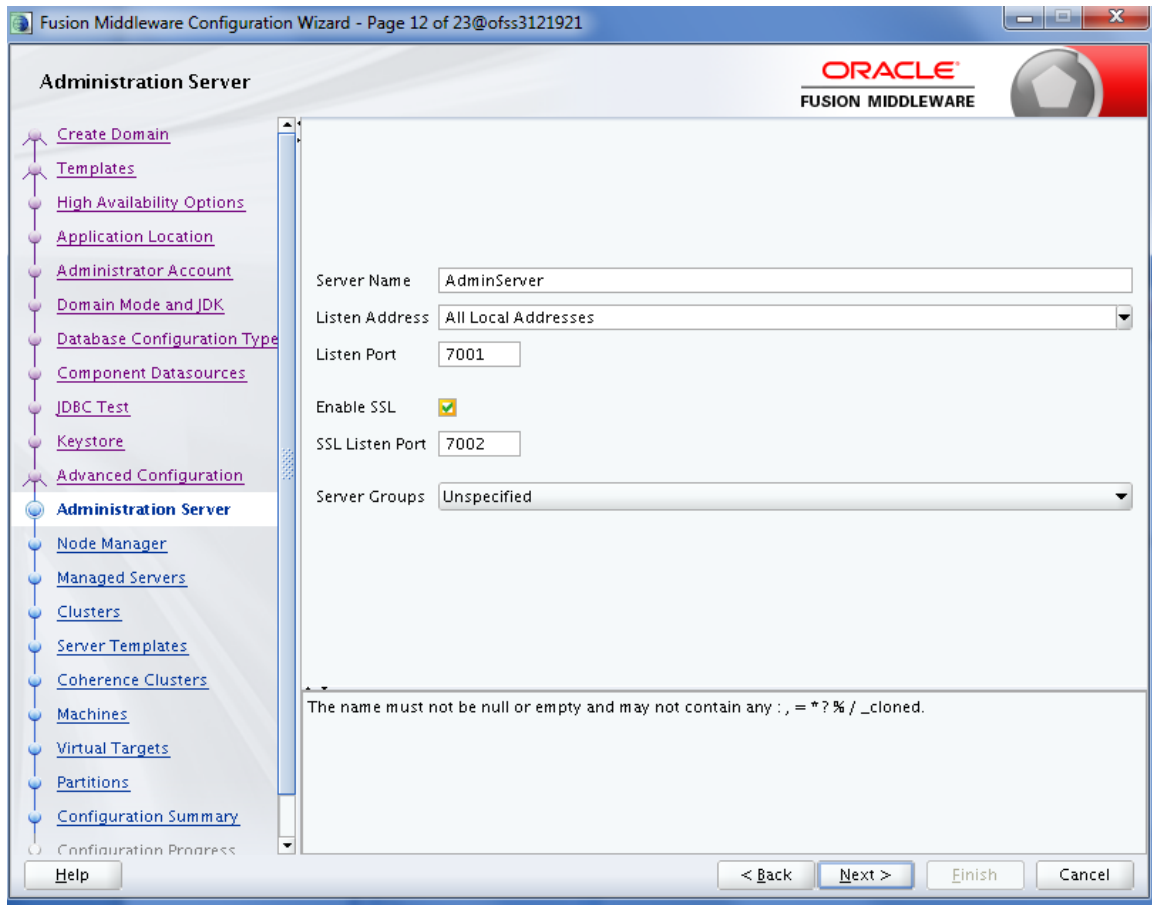 Fusion Middleware Configuration Wizard - Page 12 of 23@ofss3121921
Administration Server
ORACLE
FUSION MIDDLEWARE
Create Domain
Templates
High Availability Options
Application Location
Administrator Account
Domain Mode and JDK
Database Configuration Type
Component Datasources
JDBC Test
Keystore
Advanced Configuration
Administration Server
Node Manager
Managed Servers
Clusters
Server Templates
Coherence Clusters
Machines
Virtual Targets
Partitions
Configuration Summary
Configuration Progress
Server Name AdminServer
Listen Address All Local Addresses
Listen Port 7001
Enable SSL
SSL Listen Port 7002
Server Groups Unspecified
The name must not be null or empty and may not contain any : , = * ? % / _cloned.
Help
< Back
Next >
Finish
Cancel